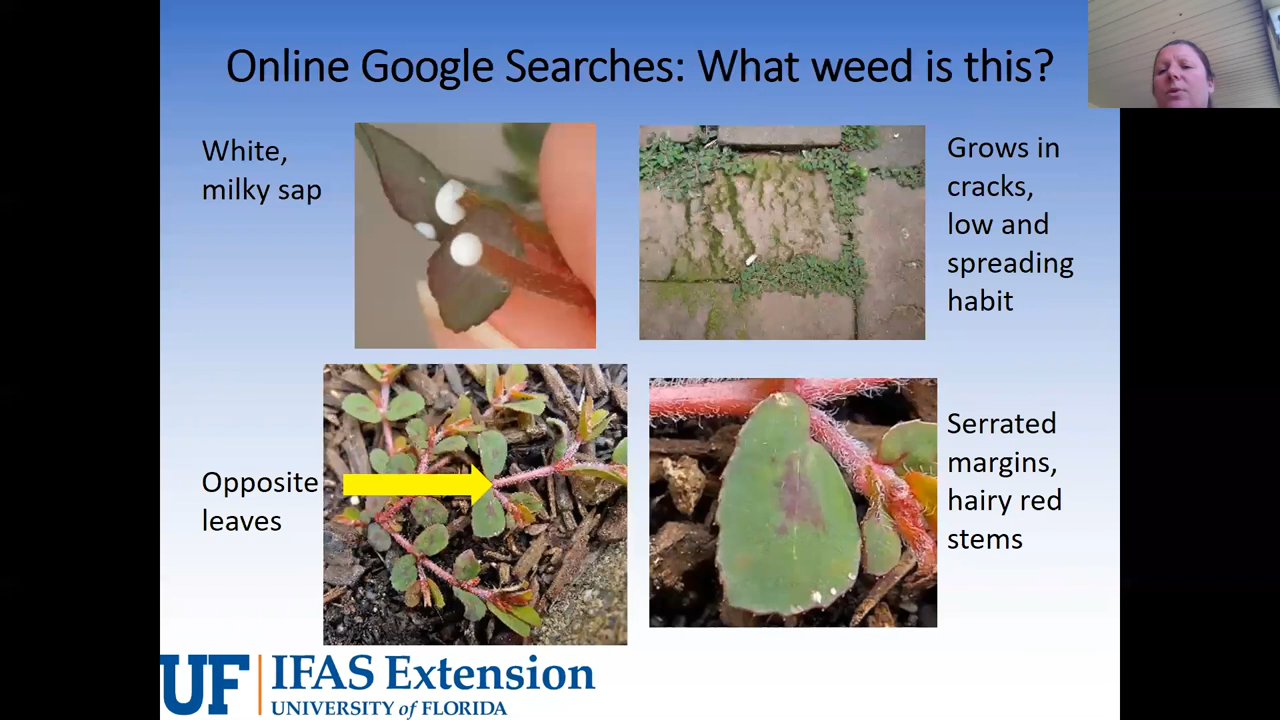 Online Google Searches: What weed is this?
White,
milky sap
Grows in
cracks,
low and
spreading
habit
Opposite
leaves
Serrated
margins,
hairy red
stems
UF IFAS Extension
UNIVERSITY of FLORIDA